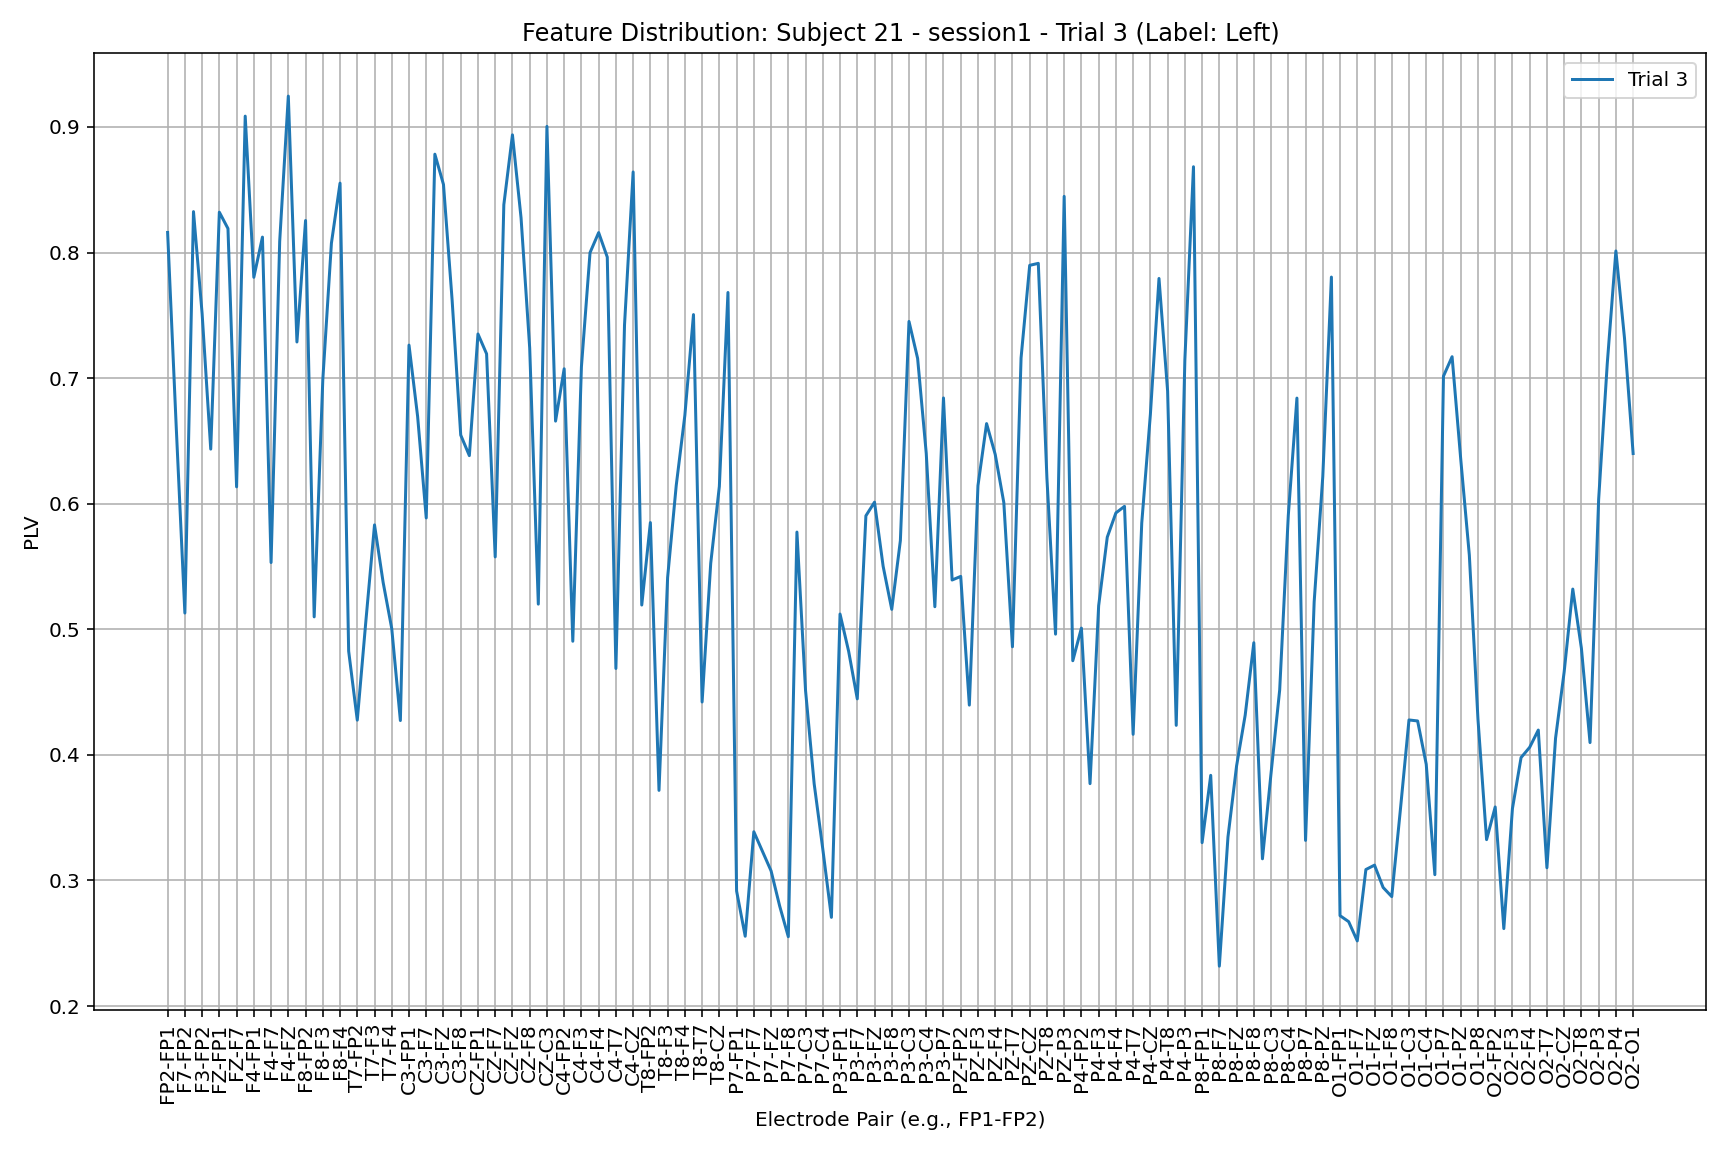 Feature Distribution: Subject 21 - session1 - Trial 3 (Label: Left)
Trial 3
PLV
0.9
0.8
0.7
0.6
0.5
0.4
0.3
0.2
FP2-FP1
F7-FP2
F3-FP2
FZ-FP1
FZ-F7
F4-FP1
F4-F7
F4-FZ
F8-FP2
F8-F3
F8-F4
T7-FP2
T7-F3
T7-F4
C3-FP1
C3-F7
C3-FZ
C3-F8
CZ-FP1
CZ-F7
CZ-FZ
CZ-F8
CZ-C3
C4-FP2
C4-F3
C4-F4
C4-T7
C4-CZ
T8-FP2
T8-F3
T8-F4
T8-T7
T8-CZ
P7-FP1
P7-F7
P7-FZ
P7-F8
P7-C3
P7-C4
P3-FP1
P3-F7
P3-FZ
P3-F8
P3-C3
P3-C4
P3-P7
PZ-FP2
PZ-F3
PZ-F4
PZ-T7
PZ-CZ
PZ-T8
PZ-P3
P4-FP2
P4-F3
P4-F4
P4-T7
P4-CZ
P4-T8
P4-P3
P8-FP1
P8-F7
P8-FZ
P8-F8
P8-C3
P8-C4
P8-P7
P8-PZ
O1-FP1
O1-F7
O1-FZ
O1-F8
O1-C3
O1-C4
O1-P7
O1-PZ
O1-P8
O2-FP2
O2-F3
O2-F4
O2-T7
O2-CZ
O2-T8
O2-P3
O2-P4
O2-O1
Electrode Pair (e.g., FP1-FP2)